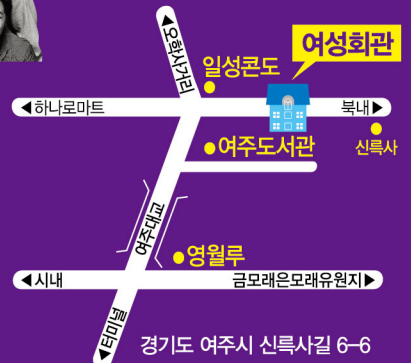 ◀오학사거리
여성회관
일성콘도
◀하나로마트
북내▶
여주도서관
신륵사
여주대교
영월루
◀시내
금모래은모래유원지▶
◀터미널
경기도 여주시 신륵사길 6-6